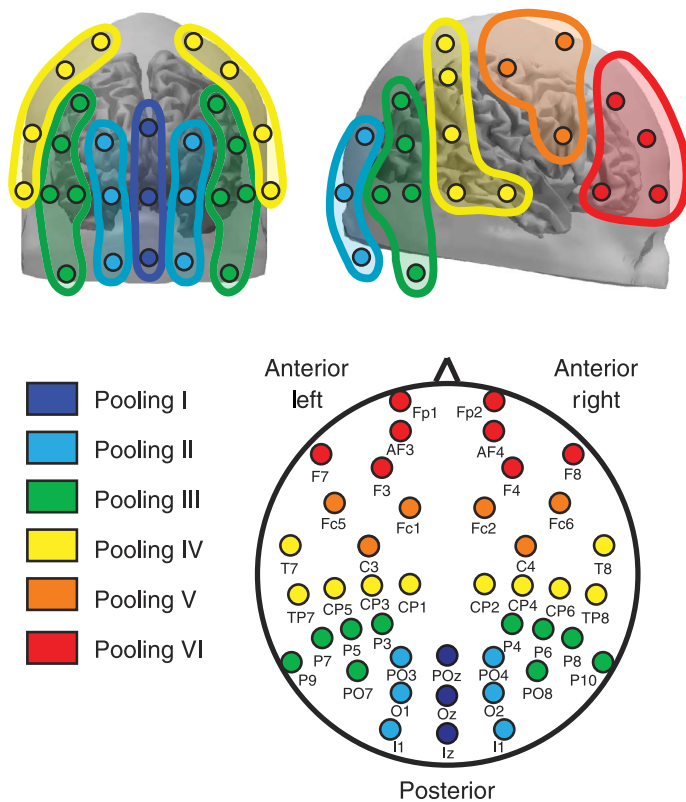 Anterior left
Anterior right
Pooling I
Pooling II
Pooling III
Pooling IV
Pooling V
Pooling VI
Fp1 Fp2
AF3 AF4
F7 F3 F4 F8
Fc5 Fc1 Fc2 Fc6
T7 C3 C4 T8
TP7 CP5 CP3 CP1 CP2 CP4 CP6 TP8
P9 P7 P5 P3 P4 P6 P8 P10
PO7 PO3 POz PO4 PO8
O1 Oz O2
I1 Iz I1
Posterior